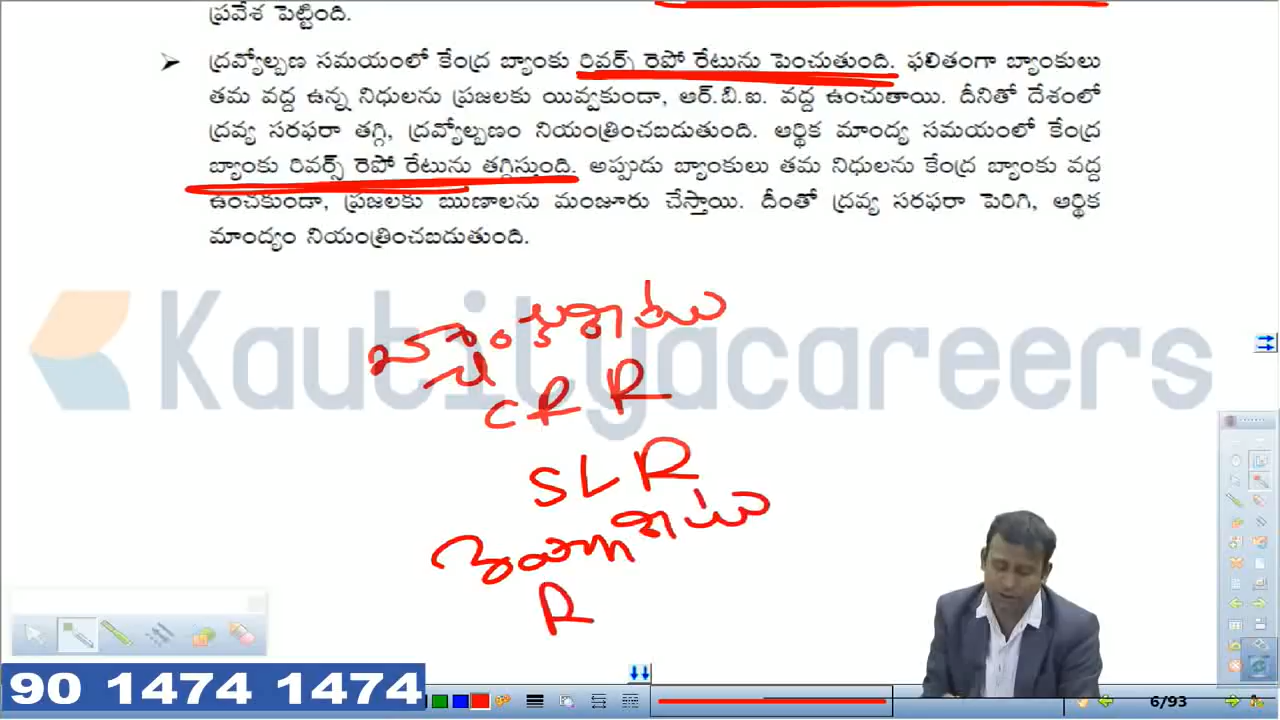 ప్రవేశ పెట్టింది.
➤ ద్రవ్యోల్బణ సమయంలో కేంద్ర బ్యాంకు రివర్స్ రెపో రేటును పెంచుతుంది. ఫలితంగా బ్యాంకులు
తమ వద్ద ఉన్న నిధులను ప్రజలకు యివ్వకుండా, ఆర్.బి.ఐ. వద్ద ఉంచుతాయి. దీనితో దేశంలో
ద్రవ్య సరఫరా తగ్గి, ద్రవ్యోల్బణం నియంత్రించబడుతుంది. ఆర్థిక మాంద్య సమయంలో కేంద్ర
బ్యాంకు రివర్స్ రెపో రేటును తగ్గిస్తుంది. అప్పుడు బ్యాంకులు తమ నిధులను కేంద్ర బ్యాంకు వద్ద
ఉంచకుండా, ప్రజలకు ఋణాలను మంజూరు చేస్తాయి. దీంతో ద్రవ్య సరఫరా పెరిగి, ఆర్థిక
మాంద్యం నియంత్రించబడుతుంది.
Kautilyacareers
CRR
SLR
R
90 1474 1474
6/93